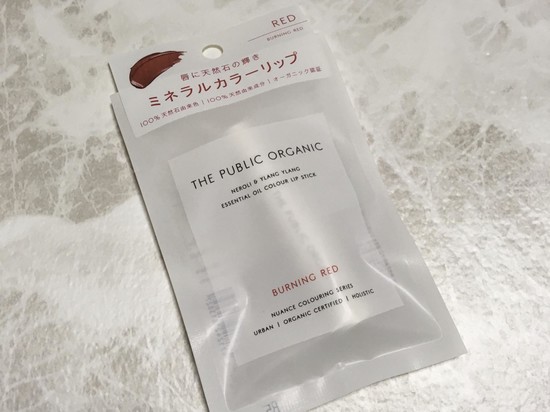 RED
BURNING RED
唇に天然石の輝き
ミネラルカラーリップ
100%天然石由来色 | 100%天然由来成分 | オーガニック認証
THE PUBLIC ORGANIC
NEROLI & YLANG YLANG
ESSENTIAL OIL COLOUR LIP STICK
BURNING RED
NUANCE COLOURING SERIES
URBAN | ORGANIC CERTIFIED | HOLISTIC